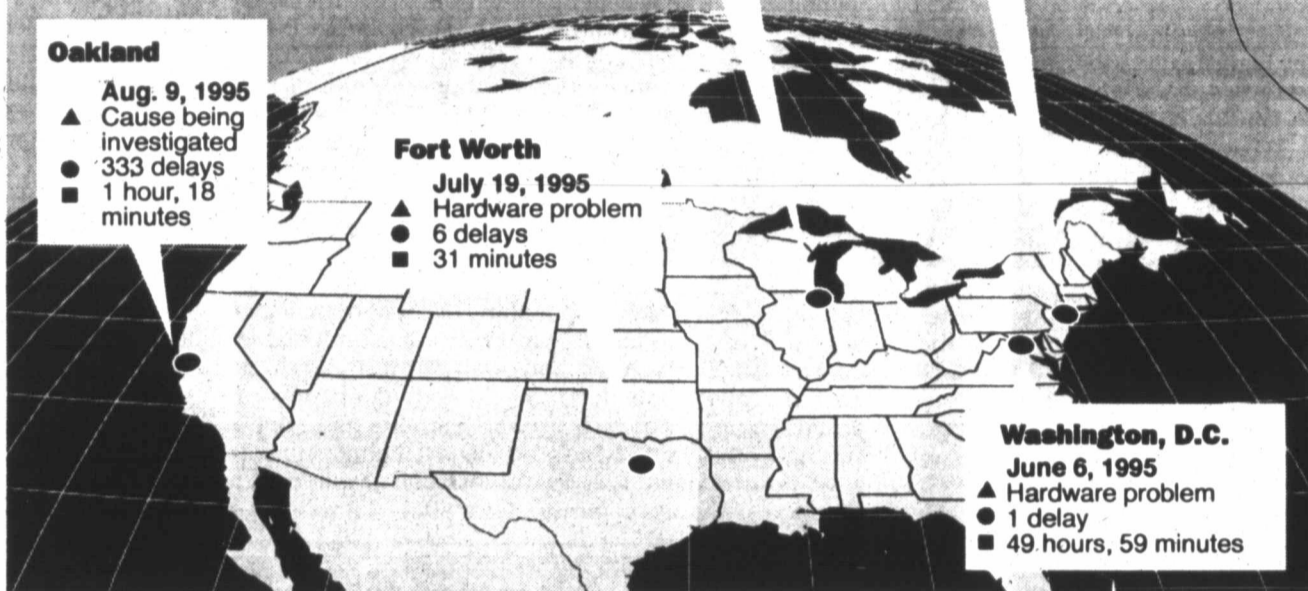 Oakland
Aug. 9, 1995
▲ Cause being
investigated
● 333 delays
■ 1 hour, 18
minutes
Fort Worth
July 19, 1995
▲ Hardware problem
● 6 delays
■ 31 minutes
Washington, D.C.
June 6, 1995
▲ Hardware problem
● 1 delay
■ 49 hours, 59 minutes